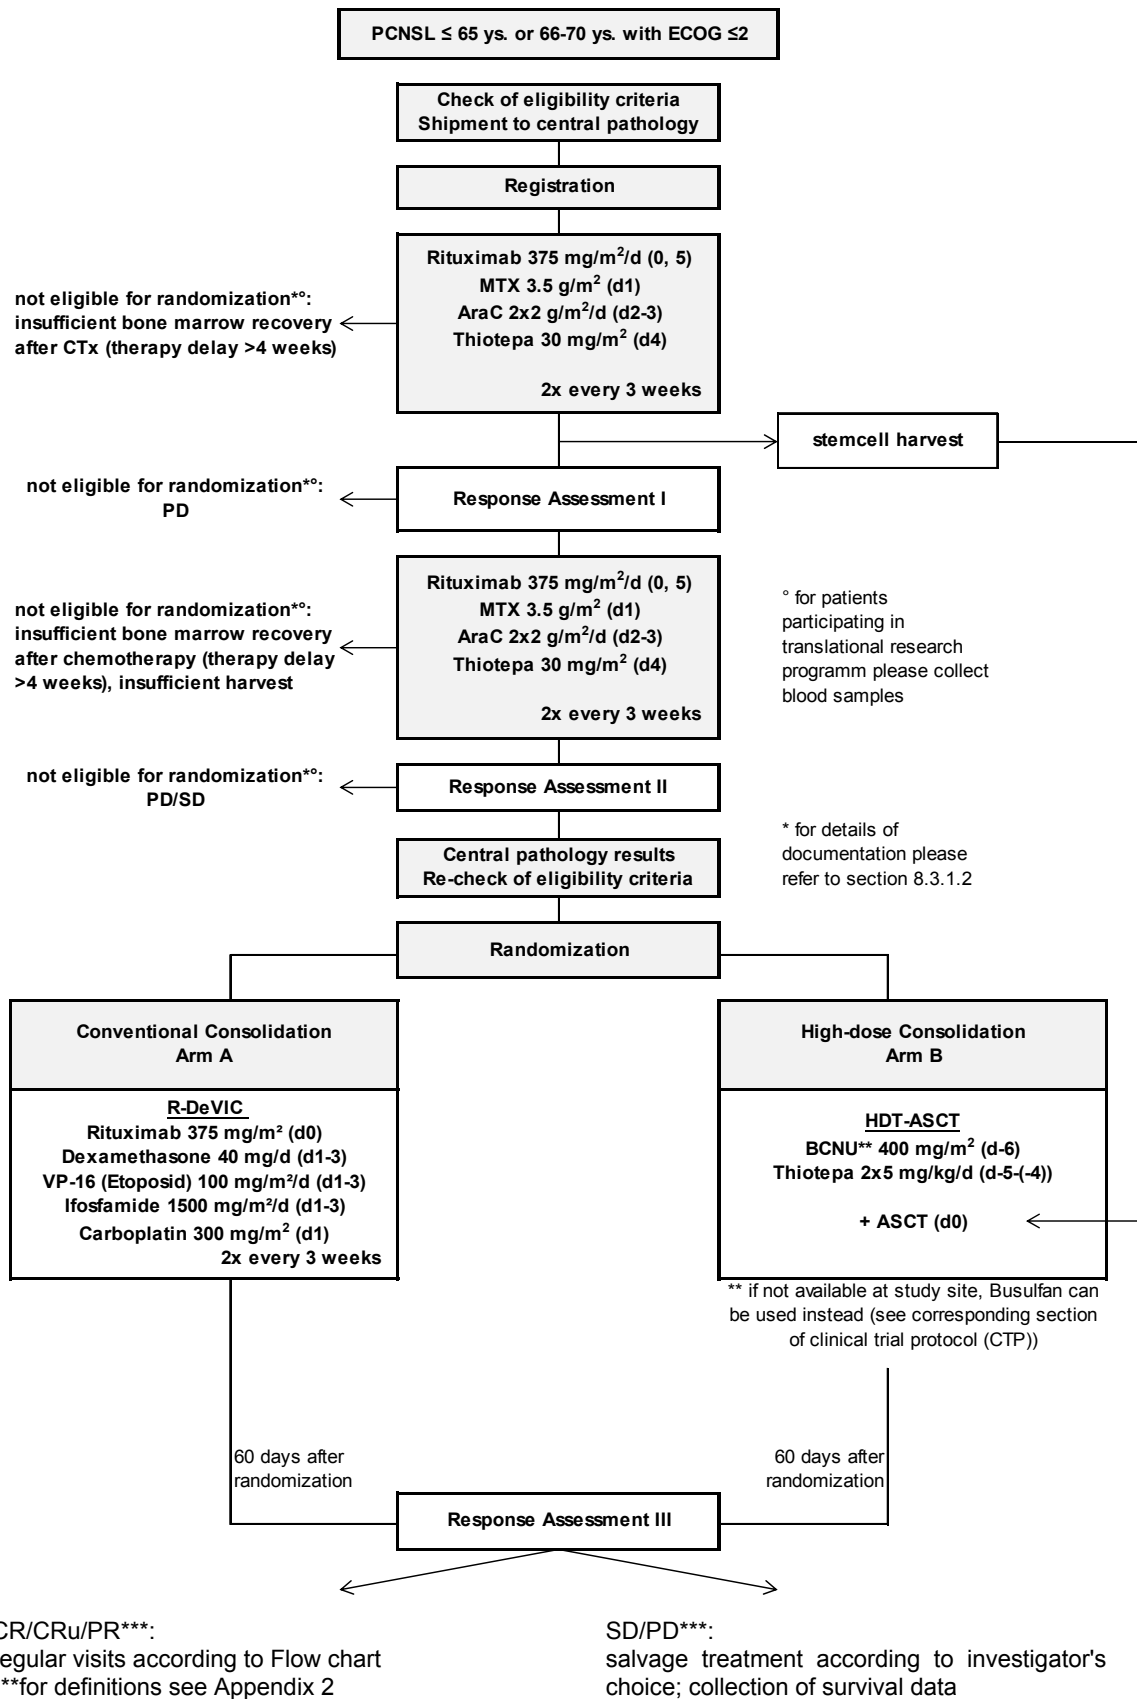 PCNSL ≤ 65 ys. or 66-70 ys. with ECOG ≤2
Check of eligibility criteria
Shipment to central pathology
Registration
Rituximab 375 mg/m²/d (0, 5)
MTX 3.5 g/m² (d1)
AraC 2x2 g/m²/d (d2-3)
Thiotepa 30 mg/m² (d4)
2x every 3 weeks
not eligible for randomization*°:
insufficient bone marrow recovery
after CTx (therapy delay >4 weeks)
stemcell harvest
not eligible for randomization*°:
PD
Response Assessment I
Rituximab 375 mg/m²/d (0, 5)
MTX 3.5 g/m² (d1)
AraC 2x2 g/m²/d (d2-3)
Thiotepa 30 mg/m² (d4)
2x every 3 weeks
not eligible for randomization*°:
insufficient bone marrow recovery
after chemotherapy (therapy delay
>4 weeks), insufficient harvest
° for patients
participating in
translational research
programm please collect
blood samples
not eligible for randomization*°:
PD/SD
Response Assessment II
Central pathology results
Re-check of eligibility criteria
* for details of
documentation please
refer to section 8.3.1.2
Randomization
Conventional Consolidation
Arm A
R-DeVIC
Rituximab 375 mg/m² (d0)
Dexamethasone 40 mg/d (d1-3)
VP-16 (Etoposid) 100 mg/m²/d (d1-3)
Ifosfamide 1500 mg/m²/d (d1-3)
Carboplatin 300 mg/m² (d1)
2x every 3 weeks
High-dose Consolidation
Arm B
HDT-ASCT
BCNU** 400 mg/m² (d-6)
Thiotepa 2x5 mg/kg/d (d-5-(-4))
+ ASCT (d0)
** if not available at study site, Busulfan can
be used instead (see corresponding section
of clinical trial protocol (CTP))
60 days after
randomization
60 days after
randomization
Response Assessment III
CR/CRu/PR***:
egular visits according to Flow chart
**for definitions see Appendix 2
SD/PD***:
salvage treatment according to investigator's
choice; collection of survival data